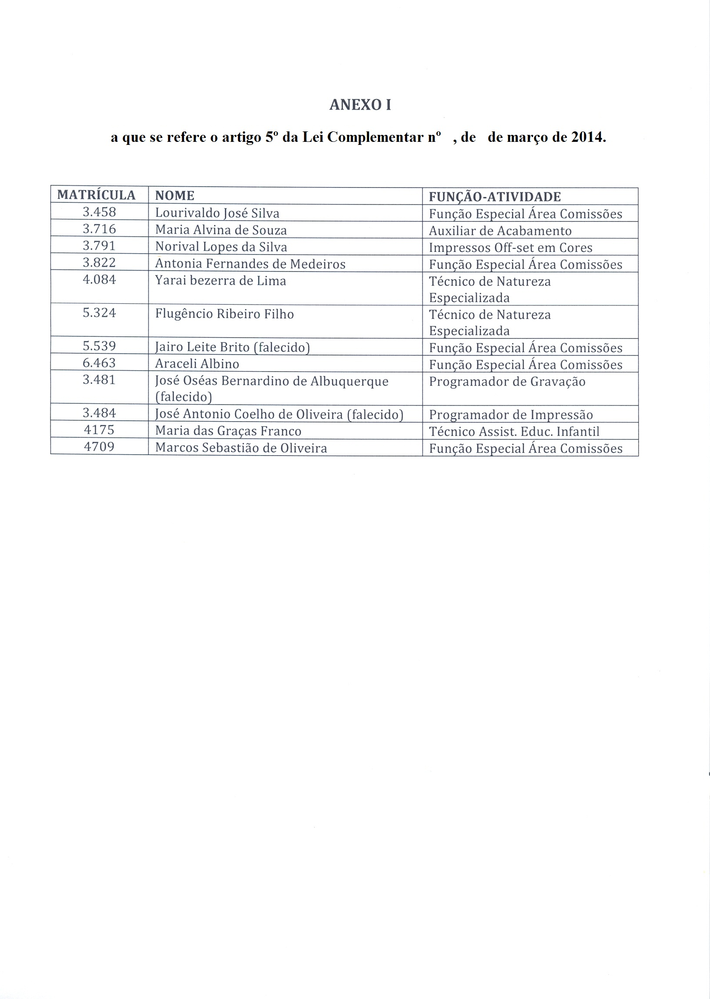 ANEXO I
a que se refere o artigo 5º da Lei Complementar nº , de de março de 2014.
MATRÍCULA NOME FUNÇÃO-ATIVIDADE
3.458 Lourivaldo José Silva Função Especial Área Comissões
3.716 Maria Alvina de Souza Auxiliar de Acabamento
3.791 Norival Lopes da Silva Impressos Off-set em Cores
3.822 Antonia Fernandes de Medeiros Função Especial Área Comissões
4.084 Yarai bezerra de Lima Técnico de Natureza
Especializada
5.324 Flugêncio Ribeiro Filho Técnico de Natureza
Especializada
5.539 Jairo Leite Brito (falecido) Função Especial Área Comissões
6.463 Araceli Albino Função Especial Área Comissões
3.481 José Oséas Bernardino de Albuquerque Programador de Gravação
(falecido)
3.484 José Antonio Coelho de Oliveira (falecido) Programador de Impressão
4175 Maria das Graças Franco Técnico Assist. Educ. Infantil
4709 Marcos Sebastião de Oliveira Função Especial Área Comissões